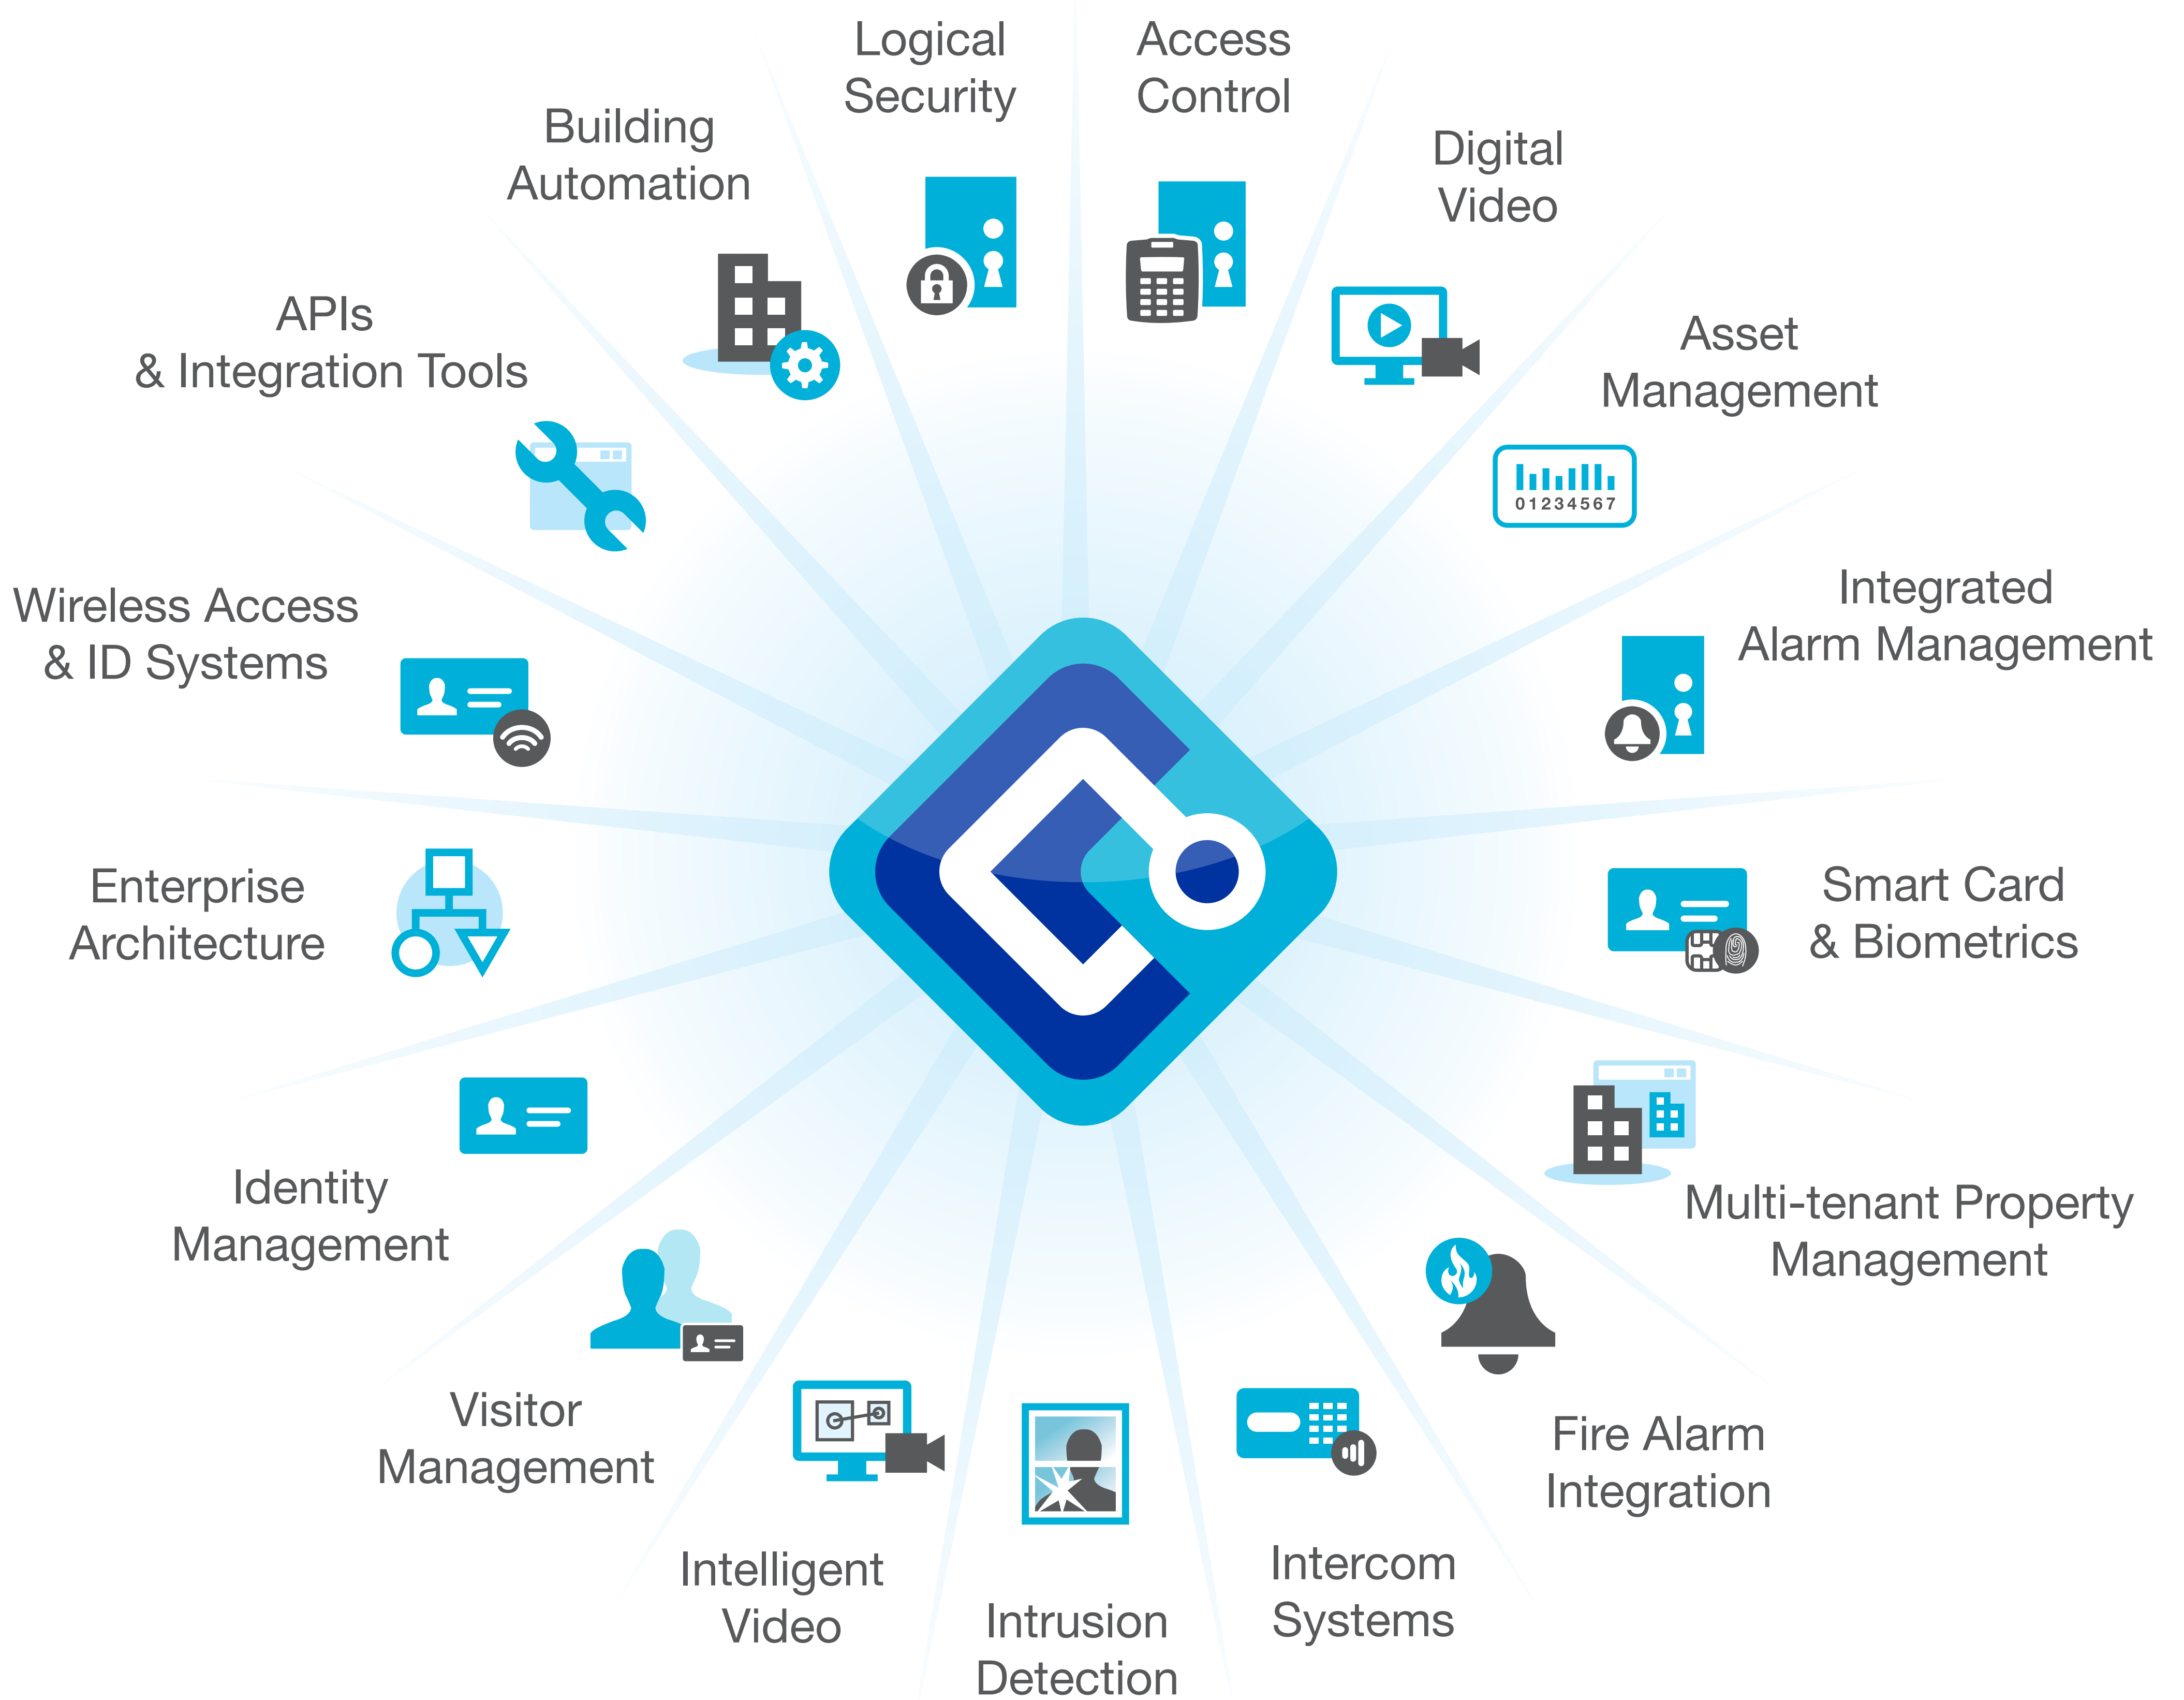 Logical
Security
Access
Control
Digital
Video
Asset
Management
01234567
Integrated
Alarm Management
Smart Card
& Biometrics
Multi-tenant Property
Management
Fire Alarm
Integration
Intercom
Systems
Intrusion
Detection
Intelligent
Video
Visitor
Management
Identity
Management
Enterprise
Architecture
Wireless Access
& ID Systems
APIs
& Integration Tools
Building
Automation